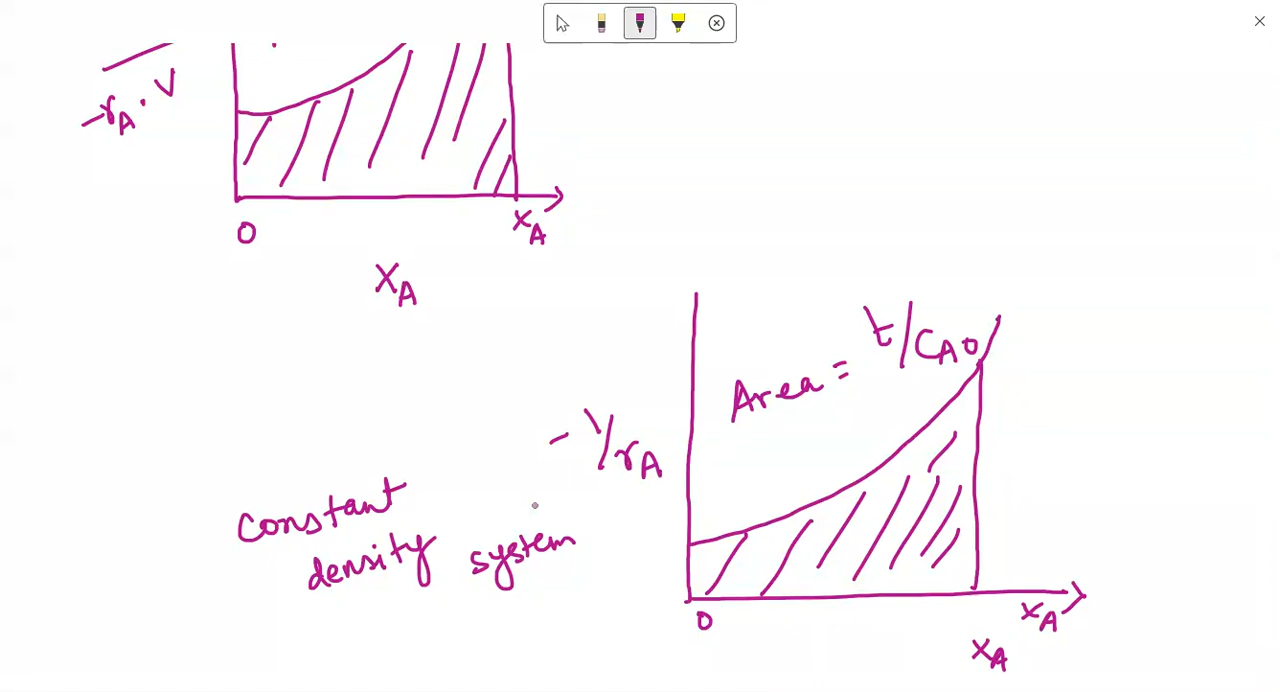 -rA . V
0
xA
XA
Area = t/CA0
- 1/rA
Constant
density system
0
xA
XA